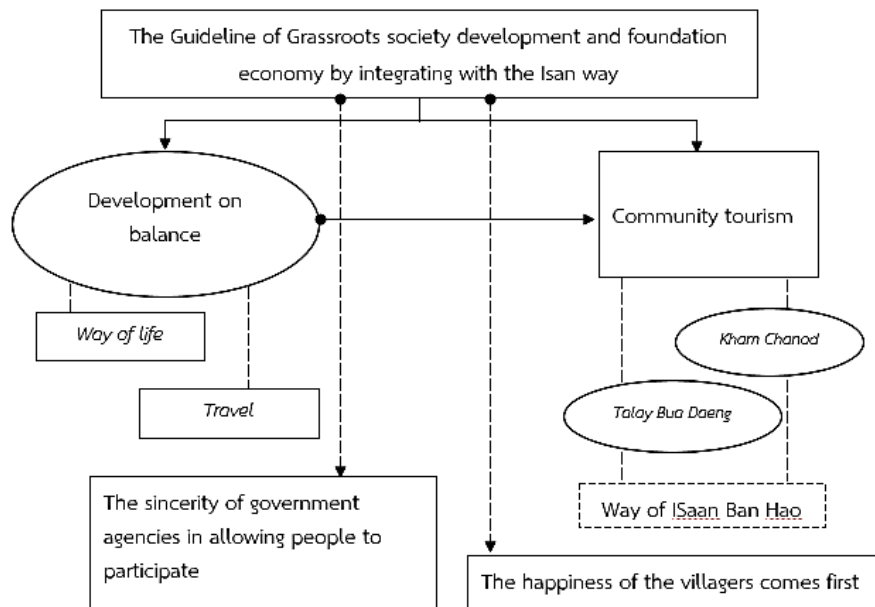 The Guideline of Grassroots society development and foundation
economy by integrating with the Isan way
Development on
balance
Community tourism
Way of life
Kham Chanod
Travel
Talay Bua Daeng
The sincerity of government
agencies in allowing people to
participate
Way of ISaan Ban Hao
The happiness of the villagers comes first